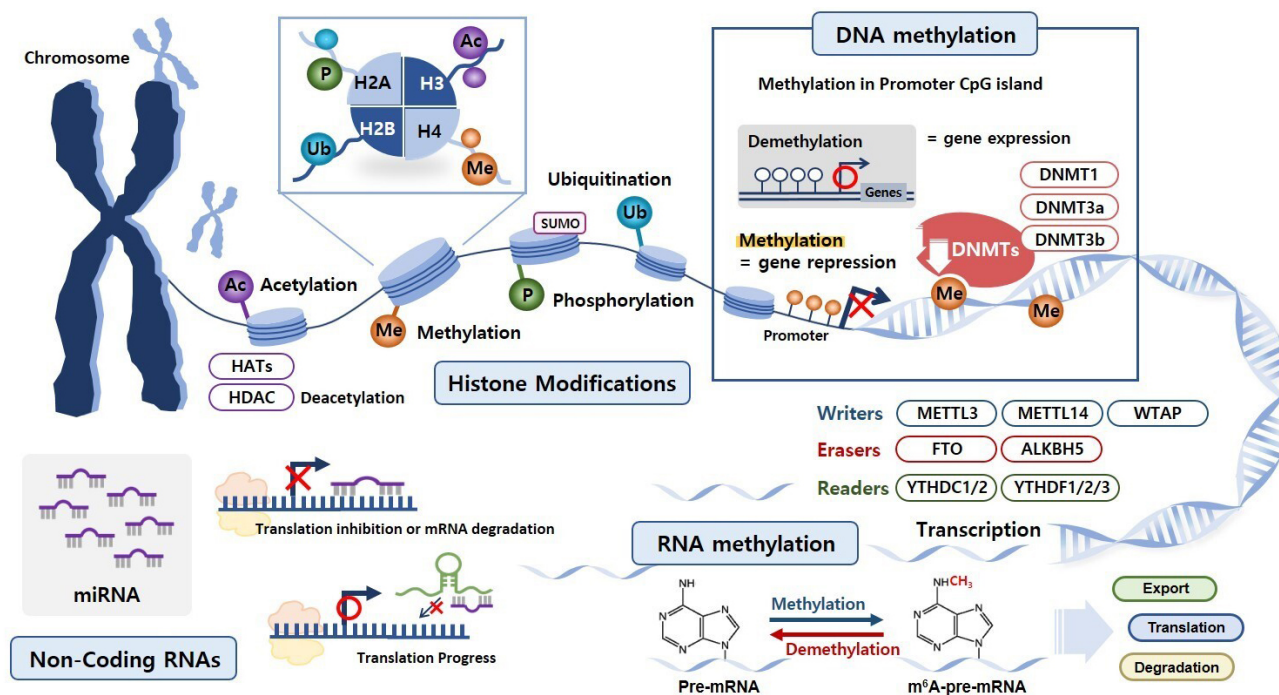 Chromosome
P
H2A
H3
Ac
Ub
H2B
H4
Me
Ac
Acetylation
HATs
HDAC
Deacetylation
Me
Methylation
SUMO
P
Phosphorylation
Ubiquitination
Ub
Histone Modifications
DNA methylation
Methylation in Promoter CpG island
Demethylation
= gene expression
Genes
DNMT1
DNMT3a
DNMT3b
DNMTs
Methylation
= gene repression
Me
Me
Promoter
Writers
METTL3
METTL14
WTAP
Erasers
FTO
ALKBH5
Readers
YTHDC1/2
YTHDF1/2/3
Transcription
RNA methylation
NH
Methylation
Demethylation
NHCH₃
N
N
N
N
N
N
N
N
Pre-mRNA
m⁶A-pre-mRNA
Export
Translation
Degradation
miRNA
Translation inhibition or mRNA degradation
Translation Progress
Non-Coding RNAs